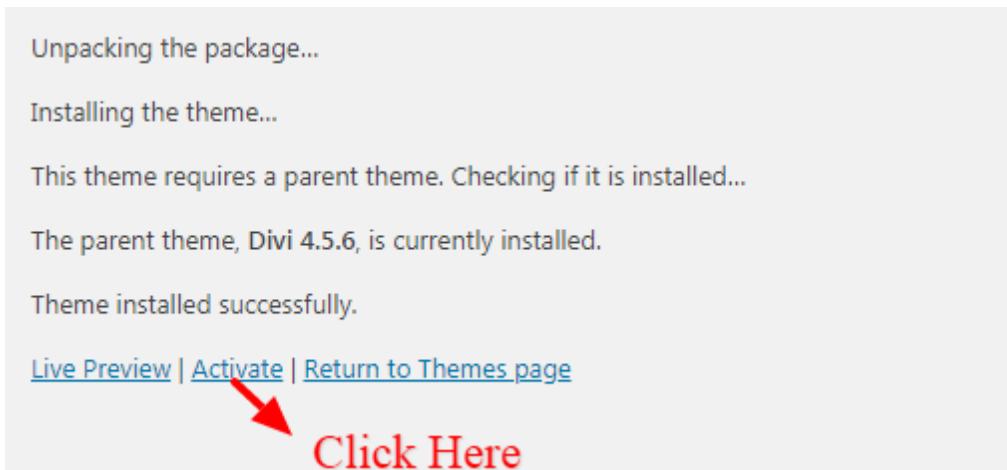 Unpacking the package...
Installing the theme...
This theme requires a parent theme. Checking if it is installed...
The parent theme, Divi 4.5.6, is currently installed.
Theme installed successfully.
Live Preview | Activate | Return to Themes page
Click Here